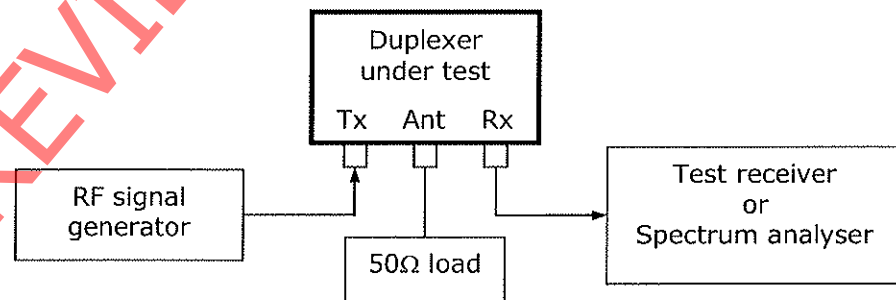 Duplexer
under test
Tx Ant Rx
RF signal
generator
50Ω load
Test receiver
or
Spectrum analyser